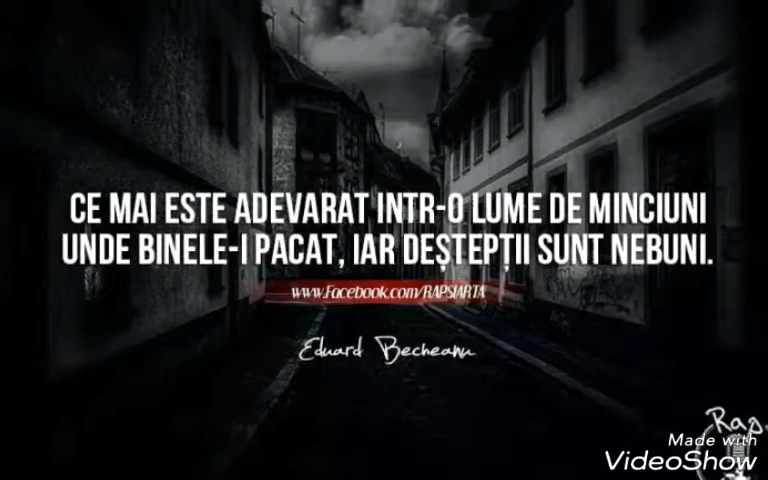 CE MAI ESTE ADEVARAT INTR-O LUME DE MINCIUNI
UNDE BINELE-I PACAT, IAR DEȘTEPȚII SUNT NEBUNI.
www.Facebook.com/RAPSIARTA
Eduard Becheanu
Rap
Made with
VideoShow